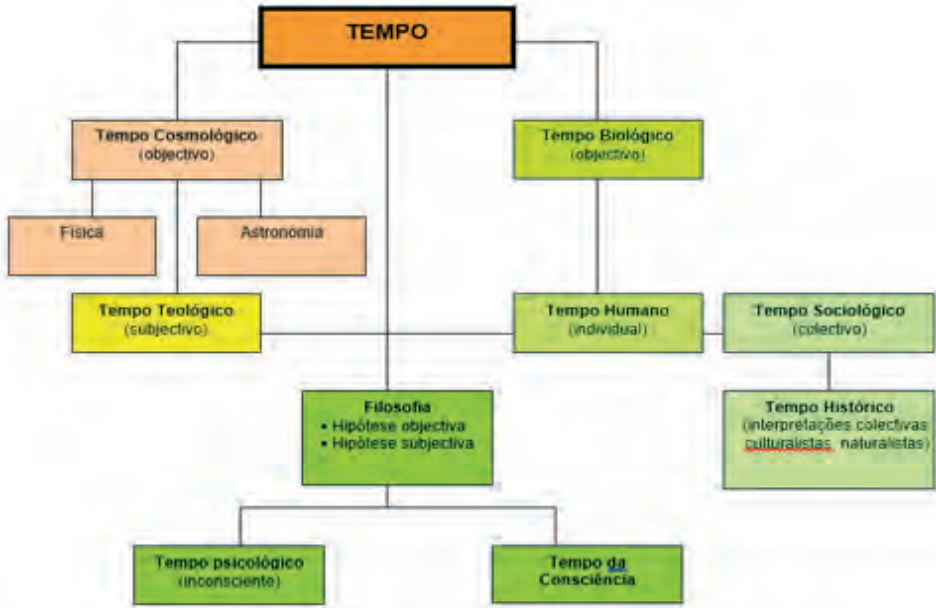 TEMPO
Tempo Cosmológico
(objectivo)
Tempo Biológico
(objectivo)
Física
Astronomia
Tempo Teológico
(subjectivo)
Tempo Humano
(individual)
Tempo Sociológico
(colectivo)
Filosofia
• Hipótese objectiva
• Hipótese subjectiva
Tempo Histórico
(interpretações colectivas
culturalistas, naturalistas)
Tempo psicológico
(inconsciente)
Tempo da
Consciência